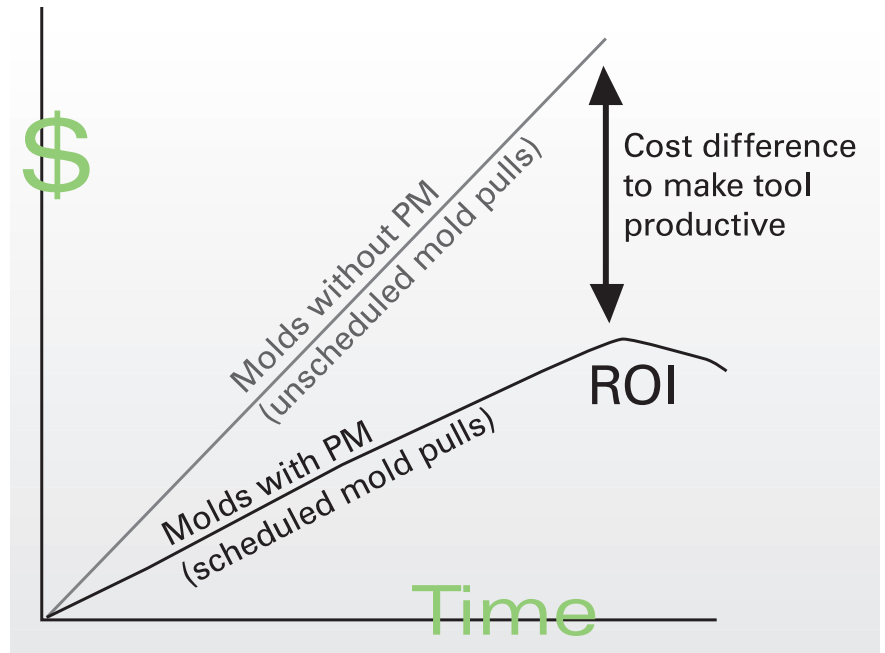 $
Cost difference
to make tool
productive
Molds without PM
(unscheduled mold pulls)
ROI
Molds with PM
(scheduled mold pulls)
Time